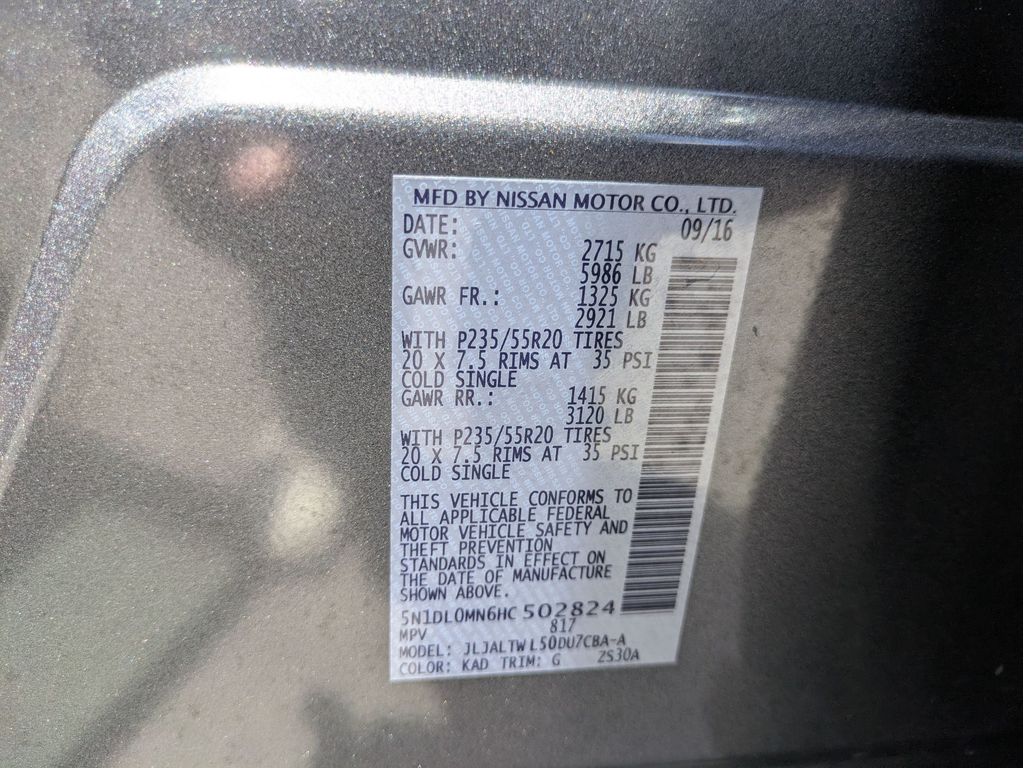 MFD BY NISSAN MOTOR CO., LTD.
DATE: 09/16
GVWR: 2715 KG
5986 LB
GAWR FR.: 1325 KG
2921 LB
WITH P235/55R20 TIRES
20 X 7.5 RIMS AT 35 PSI
COLD SINGLE
GAWR RR.: 1415 KG
3120 LB
WITH P235/55R20 TIRES
20 X 7.5 RIMS AT 35 PSI
COLD SINGLE
THIS VEHICLE CONFORMS TO
ALL APPLICABLE FEDERAL
MOTOR VEHICLE SAFETY AND
THEFT PREVENTION
STANDARDS IN EFFECT ON
THE DATE OF MANUFACTURE
SHOWN ABOVE.
5N1DL0MN6HC 502824
MPV 817
MODEL: JLJALTWL50DU7CBA-A
COLOR: KAD TRIM: G 2S30A